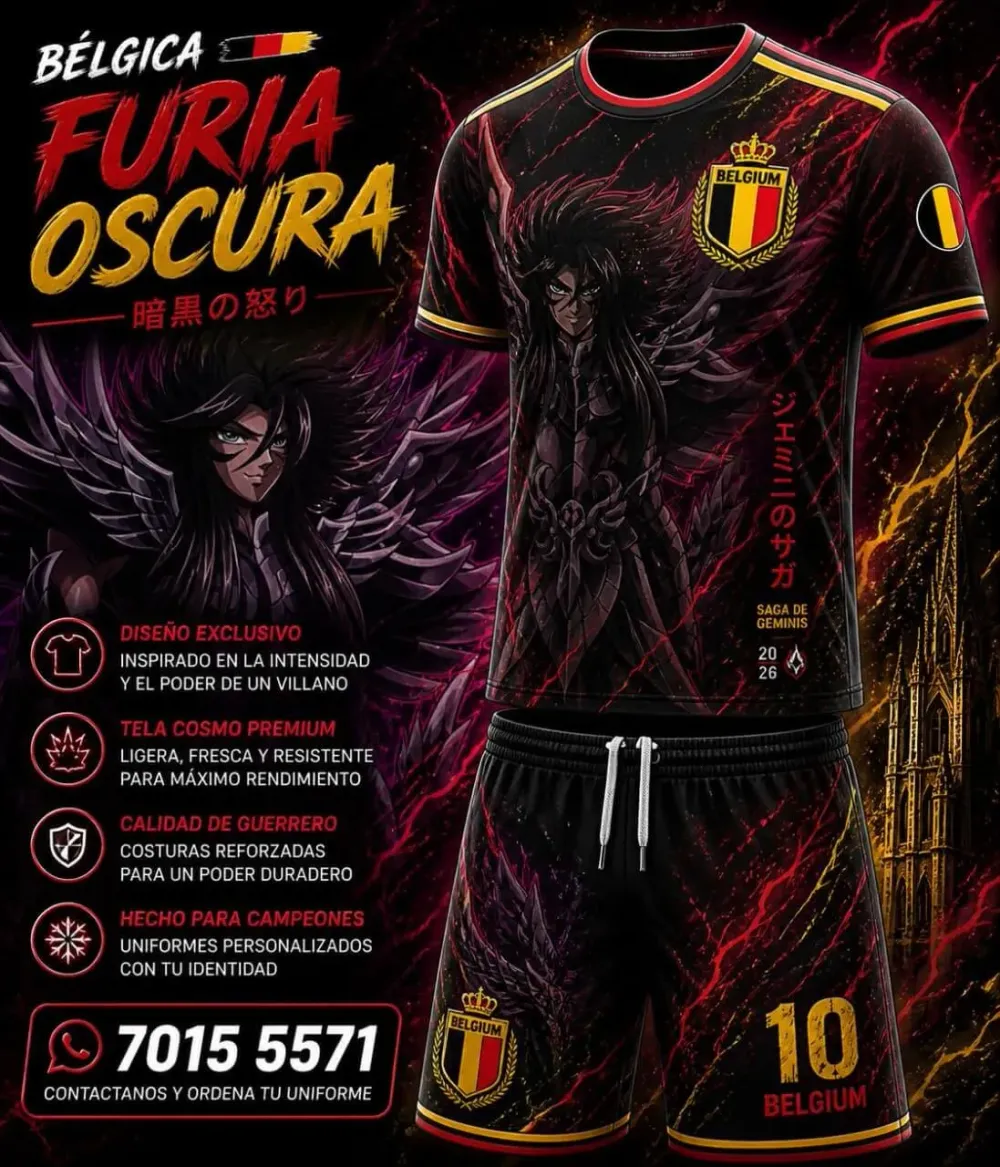 BÉLGICA
FURIA
OSCURA
暗黒の怒り
BELGIUM
ジェミニのサガ
SAGA DE
GEMINIS
20
26
DISEÑO EXCLUSIVO
INSPIRADO EN LA INTENSIDAD
Y EL PODER DE UN VILLANO
TELA COSMO PREMIUM
LIGERA, FRESCA Y RESISTENTE
PARA MÁXIMO RENDIMIENTO
CALIDAD DE GUERRERO
COSTURAS REFORZADAS
PARA UN PODER DURADERO
HECHO PARA CAMPEONES
UNIFORMES PERSONALIZADOS
CON TU IDENTIDAD
7015 5571
CONTACTANOS Y ORDENA TU UNIFORME
BELGIUM
10
BELGIUM